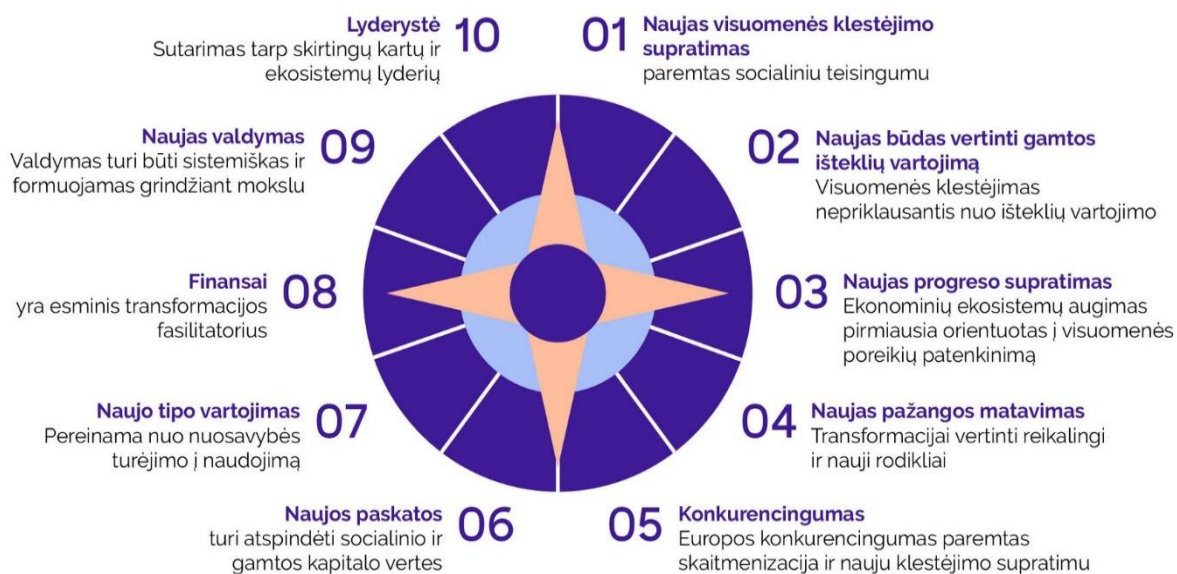 01
Naujas visuomenės klestėjimo
supratimas
paremtas socialiniu teisingumu
02
Naujas būdas vertinti gamtos
išteklių vartojimą
Visuomenės klestėjimas
nepriklausantis nuo išteklių vartojimo
03
Naujas progreso supratimas
Ekonominių ekosistemų augimas
pirmiausia orientuotas į visuomenės
poreikių patenkinimą
04
Naujas pažangos matavimas
Transformacijai vertinti reikalingi
ir nauji rodikliai
05
Konkurencingumas
Europos konkurencingumas paremtas
skaitmenizacija ir nauju klestėjimo supratimu
06
Naujos paskatos
turi atspindėti socialinio ir
gamtos kapitalo vertes
07
Naujo tipo vartojimas
Pereinama nuo nuosavybės
turėjimo į naudojimą
08
Finansai
yra esminis transformacijos
fasilitatorius
09
Naujas valdymas
Valdymas turi būti sistemiškas ir
formuojamas grindžiant mokslu
10
Lyderystė
Sutarimas tarp skirtingų kartų ir
ekosistemų lyderių